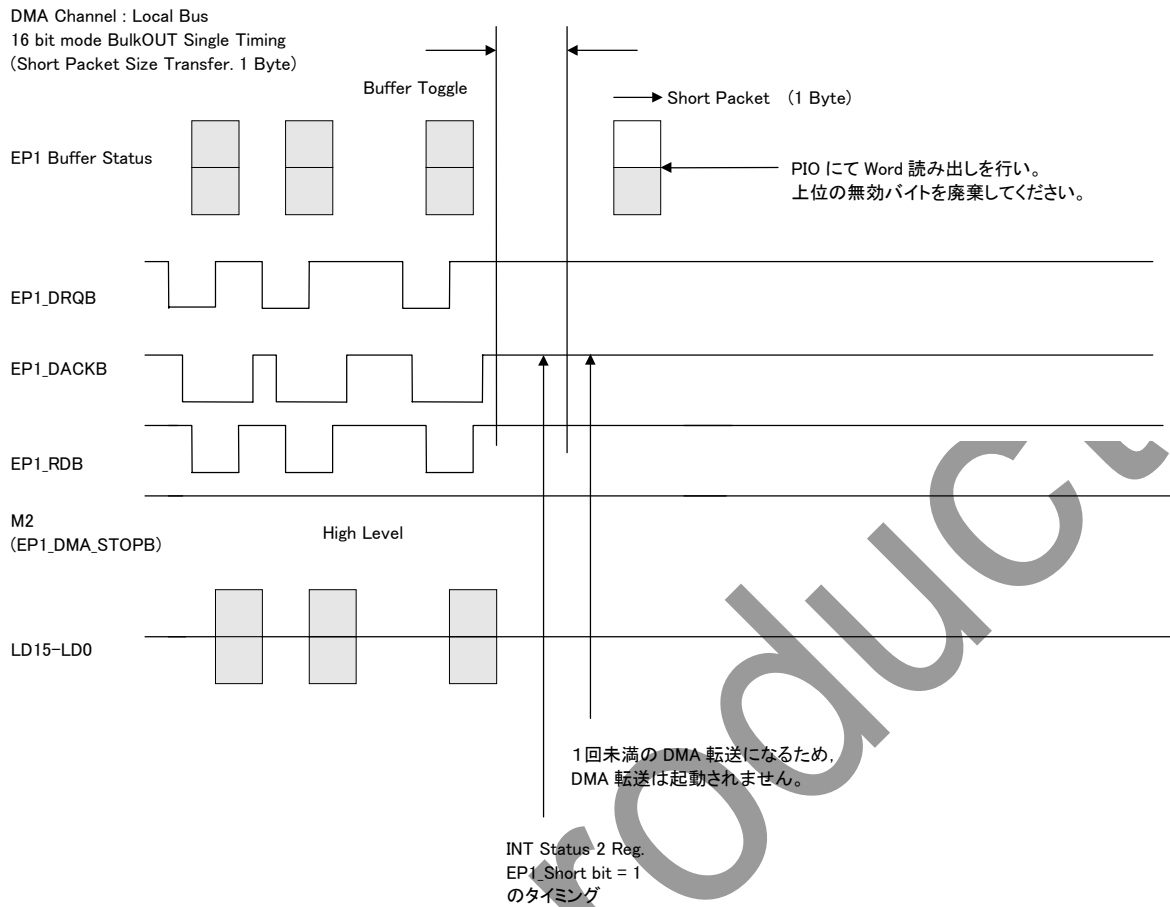 DMA Channel : Local Bus
16 bit mode BulkOUT Single Timing
(Short Packet Size Transfer. 1 Byte)
Buffer Toggle
Short Packet (1 Byte)
EP1 Buffer Status
PIO にて Word 読み出しを行い。
上位の無効バイトを廃棄してください。
EP1_DRQB
EP1_DACKB
EP1_RDB
M2
(EP1_DMA_STOPB)
High Level
LD15-LD0
1回未満の DMA 転送になるため,
DMA 転送は起動されません。
INT Status 2 Reg.
EP1_Short bit = 1
のタイミング
roduct